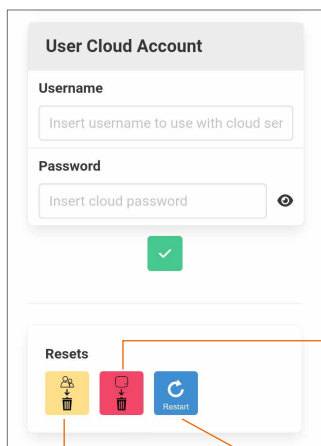 User Cloud Account
Username
Insert username to use with cloud ser
Password
Insert cloud password
Resets
Restart